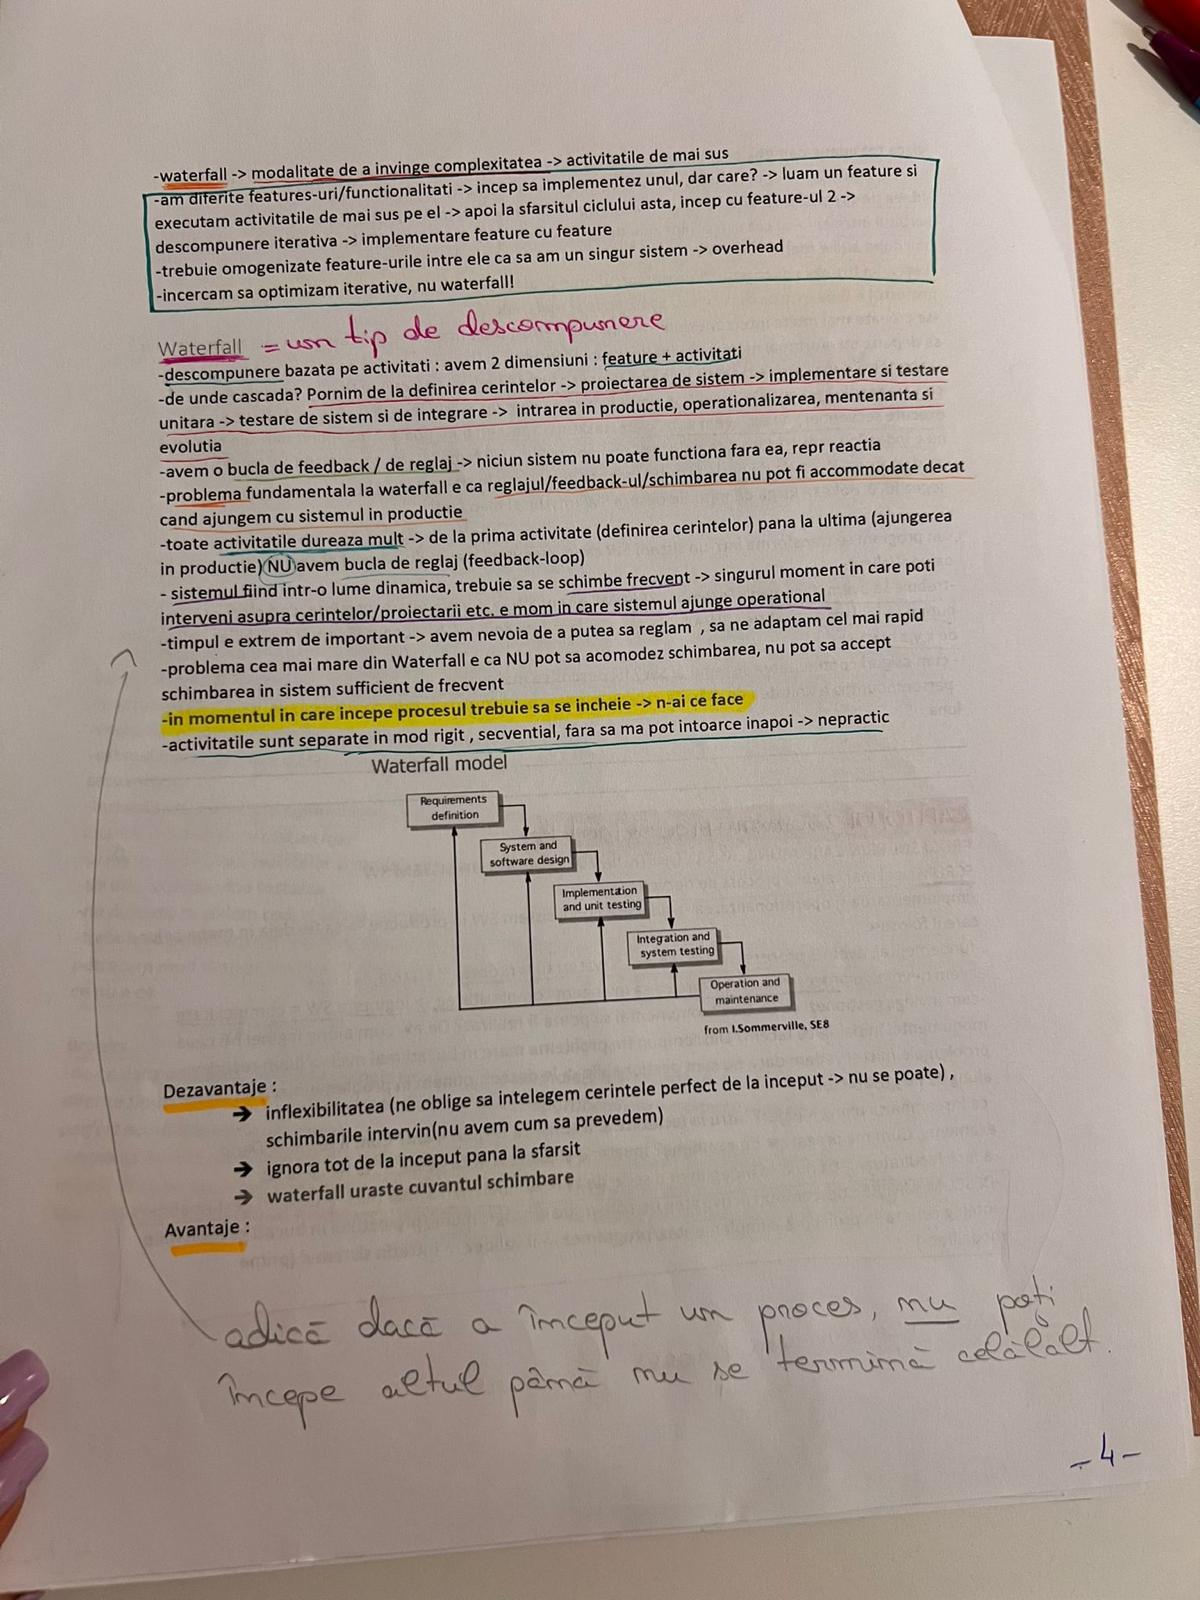 -waterfall -> modalitate de a invinge complexitatea -> activitatile de mai sus
-am diferite features-uri/functionalitati -> incep sa implementez unul, dar care? -> luam un feature si
executam activitatile de mai sus pe el -> apoi la sfarsitul ciclului asta, incep cu feature-ul 2 ->
descompunere iterativa -> implementare feature cu feature
-trebuie omogenizate feature-urile intre ele ca sa am un singur sistem -> overhead
-incercam sa optimizam iterative, nu waterfall!
Waterfall = un tip de descompunere
-descompunere bazata pe activitati : avem 2 dimensiuni : feature + activitati
-de unde cascada? Pornim de la definirea cerintelor -> proiectarea de sistem -> implementare si testare
unitara -> testare de sistem si de integrare -> intrarea in productie, operationalizarea, mentenanta si
evolutia
-avem o bucla de feedback / de reglaj -> niciun sistem nu poate functiona fara ea, repr reactia
-problema fundamentala la waterfall e ca reglajul/feedback-ul/schimbarea nu pot fi accommodate decat
cand ajungem cu sistemul in productie
-toate activitatile dureaza mult -> de la prima activitate (definirea cerintelor) pana la ultima (ajungerea
in productie) NU avem bucla de reglaj (feedback-loop)
- sistemul fiind intr-o lume dinamica, trebuie sa se schimbe frecvent -> singurul moment in care poti
interveni asupra cerintelor/proiectarii etc. e mom in care sistemul ajunge operational
-timpul e extrem de important -> avem nevoia de a putea sa reglam , sa ne adaptam cel mai rapid
-problema cea mai mare din Waterfall e ca NU pot sa acomodez schimbarea, nu pot sa accept
schimbarea in sistem sufficient de frecvent
-in momentul in care incepe procesul trebuie sa se incheie -> n-ai ce face
-activitatile sunt separate in mod rigit , secvential, fara sa ma pot intoarce inapoi -> nepractic
Waterfall model
Requirements
definition
System and
software design
Implementation
and unit testing
Integation and
system testing
Operation and
maintenance
from I.Sommerville, SE8
Dezavantaje :
➔ inflexibilitatea (ne oblige sa intelegem cerintele perfect de la inceput -> nu se poate) ,
schimbarile intervin(nu avem cum sa prevedem)
➔ ignora tot de la inceput pana la sfarsit
➔ waterfall uraste cuvantul schimbare
Avantaje :
adică dacă a început un proces, nu poți
începe altul până nu se termină celălalt.
-4-